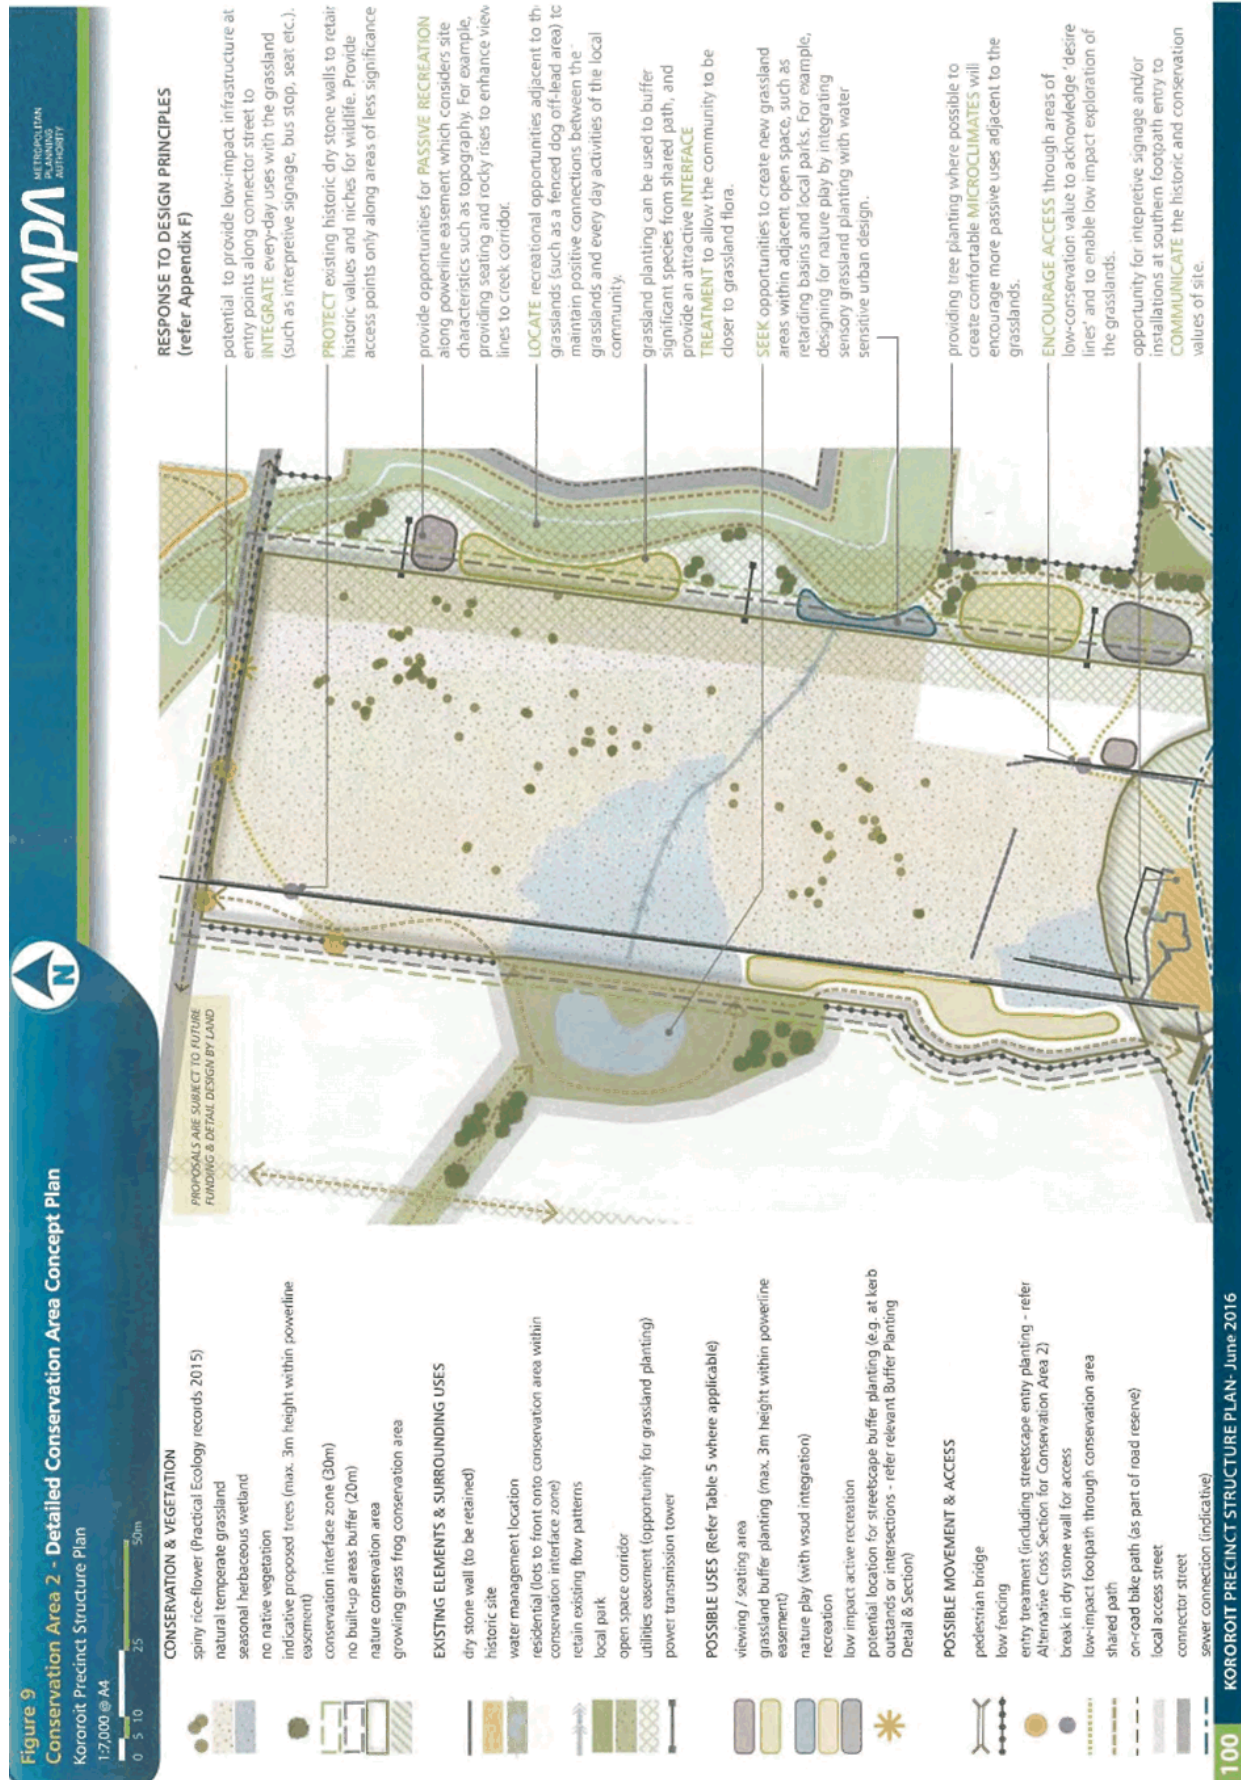 Figure 9
Conservation Area 2 - Detailed Conservation Area Concept Plan
Kororoit Precinct Structure Plan
1:7,000 @ A4
0 5 10 25 50m
N
MPA
METROPOLITAN
PLANNING
AUTHORITY
CONSERVATION & VEGETATION
spiny rice-flower (Practical Ecology records 2015)
natural temperate grassland
seasonal herbaceous wetland
no native vegetation
indicative proposed trees (max. 3m height within powerline
easement)
conservation interface zone (30m)
no built-up areas buffer (20m)
nature conservation area
growing grass frog conservation area
EXISTING ELEMENTS & SURROUNDING USES
dry stone wall (to be retained)
historic site
water management location
residential (lots to front onto conservation area within
conservation interface zone)
retain existing flow patterns
local park
open space corridor
utilities easement (opportunity for grassland planting)
power transmission tower
POSSIBLE USES (Refer Table 5 where applicable)
viewing / seating area
grassland buffer planting (max. 3m height within powerline
easement)
nature play (with wsud integration)
recreation
low impact active recreation
potential location for streetscape buffer planting (e.g. at kerb
outstands or intersections - refer relevant Buffer Planting
Detail & Section)
POSSIBLE MOVEMENT & ACCESS
pedestrian bridge
low fencing
entry treatment (including streetscape entry planting - refer
Alternative Cross Section for Conservation Area 2)
break in dry stone wall for access
low-impact footpath through conservation area
shared path
on-road bike path (as part of road reserve)
local access street
connector street
sewer connection (indicative)
PROPOSALS ARE SUBJECT TO FUTURE
FUNDING & DETAIL DESIGN BY LAND
RESPONSE TO DESIGN PRINCIPLES
(refer Appendix F)
potential to provide low-impact infrastructure at
entry points along connector street to
INTEGRATE every-day uses with the grassland
(such as interpretive signage, bus stop, seat etc.).
PROTECT existing historic dry stone walls to retair
historic values and niches for wildlife. Provide
access points only along areas of less significance
provide opportunities for PASSIVE RECREATION
along powerline easement which considers site
characteristics such as topography. For example,
providing seating and rocky rises to enhance view
lines to creek corridor.
LOCATE recreational opportunities adjacent to th
grasslands (such as a fenced dog off-lead area) to
maintain positive connections between the
grasslands and every day activities of the local
community.
grassland planting can be used to buffer
significant species from shared path, and
provide an attractive INTERFACE
TREATMENT to allow the community to be
closer to grassland flora.
SEEK opportunities to create new grassland
areas within adjacent open space, such as
retarding basins and local parks. For example,
designing for nature play by integrating
sensory grassland planting with water
sensitive urban design.
providing tree planting where possible to
create comfortable MICROCLIMATES will
encourage more passive uses adjacent to the
grasslands.
ENCOURAGE ACCESS through areas of
low-conservation value to acknowledge 'desire
lines' and to enable low impact exploration of
the grasslands.
opportunity for intepretive signage and/or
installations at southern footpath entry to
COMMUNICATE the historic and conservation
values of site.
100 KOROROIT PRECINCT STRUCTURE PLAN- June 2016